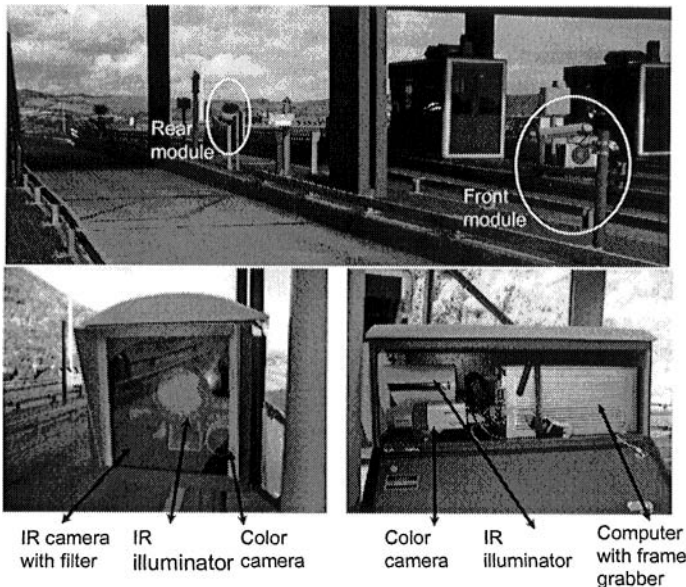 Rear
module
Front
module
IR camera
with filter
IR
illuminator
Color
camera
Color
camera
IR
illuminator
Computer
with frame
grabber